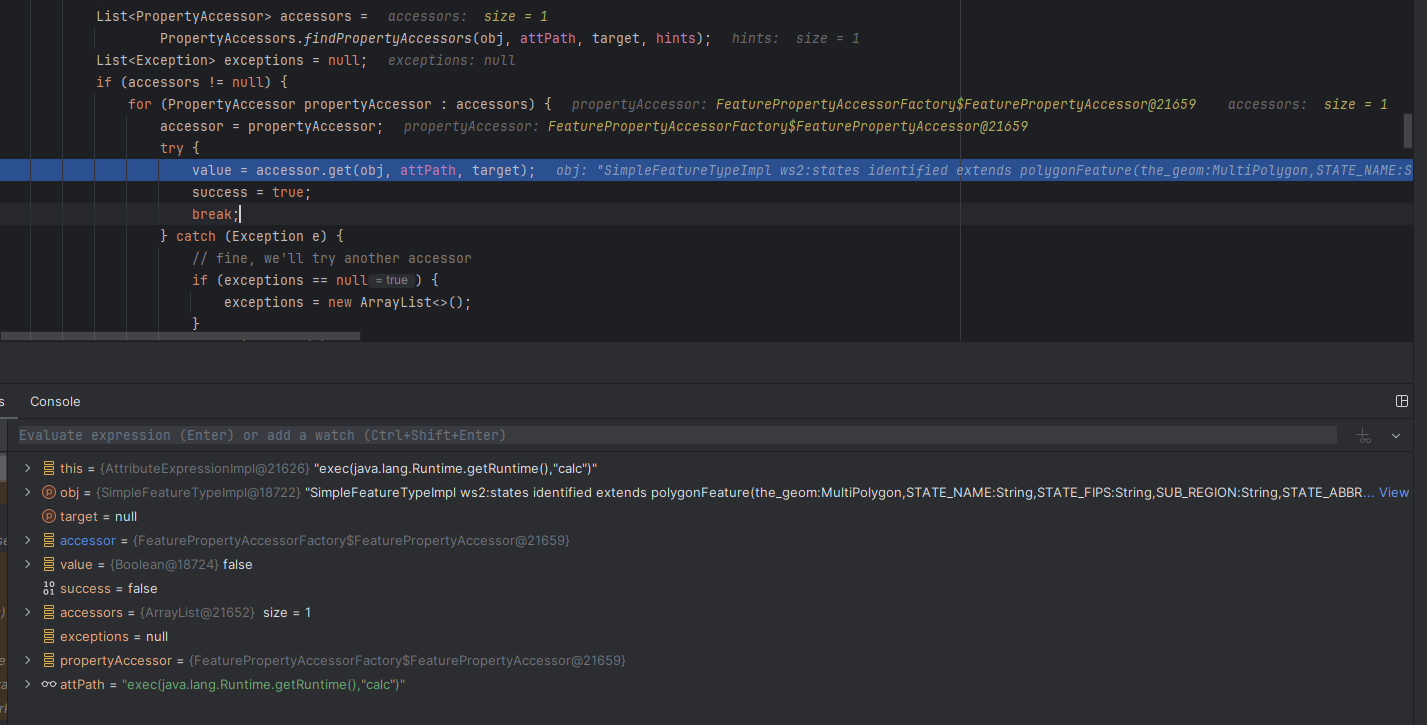 List<PropertyAccessor> accessors = accessors: size = 1
PropertyAccessors.findPropertyAccessors(obj, attPath, target, hints); hints: size = 1
List<Exception> exceptions = null; exceptions: null
if (accessors != null) {
for (PropertyAccessor propertyAccessor : accessors) { propertyAccessor: FeaturePropertyAccessorFactory$FeaturePropertyAccessor@21659 accessors: size = 1
accessor = propertyAccessor; propertyAccessor: FeaturePropertyAccessorFactory$FeaturePropertyAccessor@21659
try {
value = accessor.get(obj, attPath, target); obj: "SimpleFeatureTypeImpl ws2:states identified extends polygonFeature(the_geom:MultiPolygon,STATE_NAME:S
success = true;
break;
} catch (Exception e) {
// fine, we'll try another accessor
if (exceptions == null = true ) {
exceptions = new ArrayList<>();
}
s Console
Evaluate expression (Enter) or add a watch (Ctrl+Shift+Enter)
this = {AttributeExpressionImpl@21626} "exec(java.lang.Runtime.getRuntime(),"calc")"
obj = {SimpleFeatureTypeImpl@18722} "SimpleFeatureTypeImpl ws2:states identified extends polygonFeature(the_geom:MultiPolygon,STATE_NAME:String,STATE_FIPS:String,SUB_REGION:String,STATE_ABBR... View
target = null
accessor = {FeaturePropertyAccessorFactory$FeaturePropertyAccessor@21659}
value = {Boolean@18724} false
success = false
accessors = {ArrayList@21652} size = 1
exceptions = null
propertyAccessor = {FeaturePropertyAccessorFactory$FeaturePropertyAccessor@21659}
attPath = "exec(java.lang.Runtime.getRuntime(),"calc")"